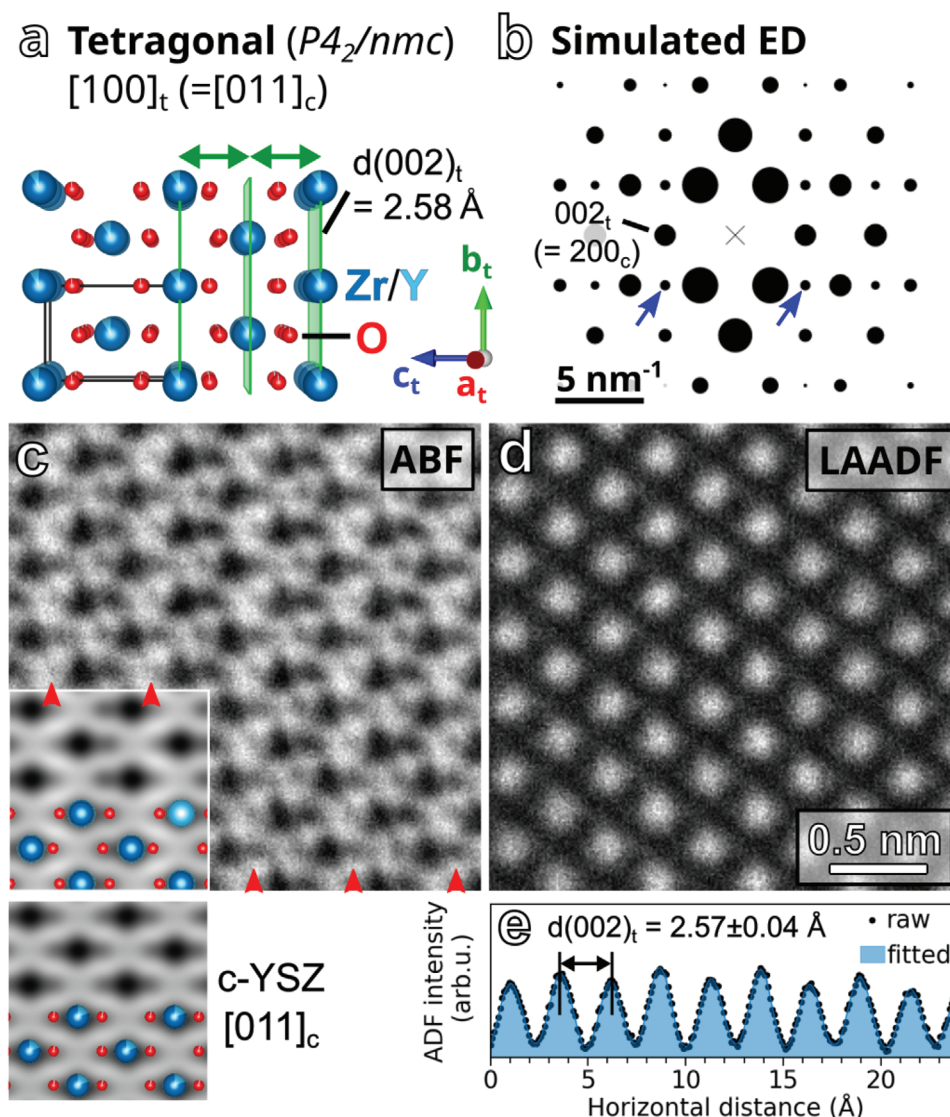 a Tetragonal (P4₂/nmc)
[100]ₜ (=[011]c)
d(002)ₜ
= 2.58 Å
Zr/Y
O
bₜ
cₜ
aₜ
b Simulated ED
002ₜ
(= 200c)
5 nm⁻¹
c
ABF
d
LAADF
0.5 nm
c-YSZ
[011]c
e d(002)ₜ = 2.57±0.04 Å
raw
fitted
ADF intensity
(arb.u.)
0 5 10 15 20
Horizontal distance (Å)